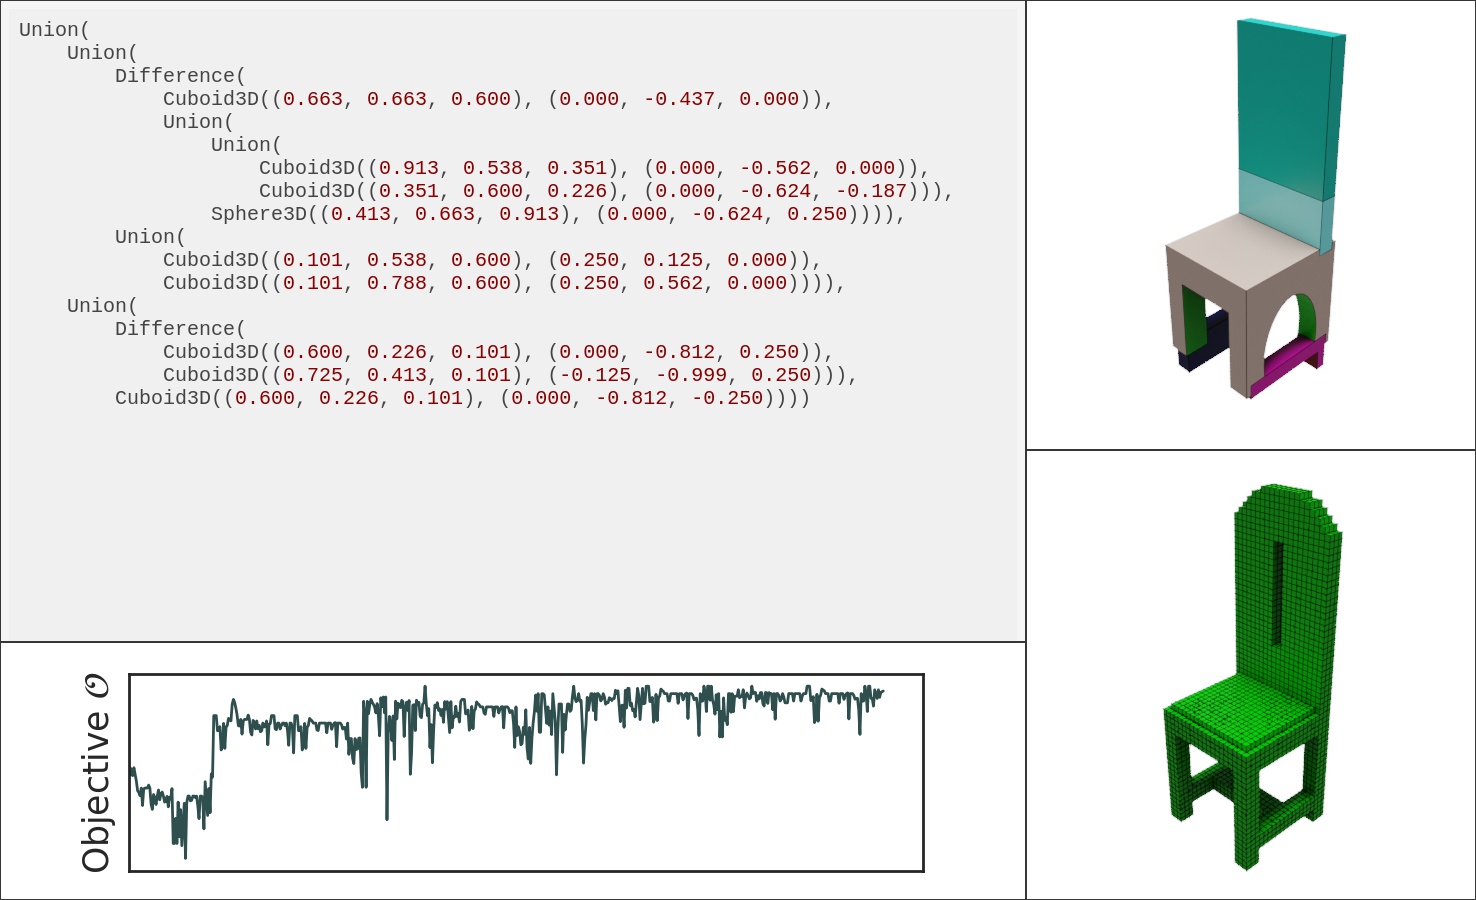 Union(
    Union(
        Difference(
            Cuboid3D((0.663, 0.663, 0.600), (0.000, -0.437, 0.000)),
            Union(
                Union(
                    Cuboid3D((0.913, 0.538, 0.351), (0.000, -0.562, 0.000)),
                    Cuboid3D((0.351, 0.600, 0.226), (0.000, -0.624, -0.187))),
                Sphere3D((0.413, 0.663, 0.913), (0.000, -0.624, 0.250)))),
        Union(
            Cuboid3D((0.101, 0.538, 0.600), (0.250, 0.125, 0.000)),
            Cuboid3D((0.101, 0.788, 0.600), (0.250, 0.562, 0.000)))),
    Union(
        Difference(
            Cuboid3D((0.600, 0.226, 0.101), (0.000, -0.812, 0.250)),
            Cuboid3D((0.725, 0.413, 0.101), (-0.125, -0.999, 0.250))),
        Cuboid3D((0.600, 0.226, 0.101), (0.000, -0.812, -0.250))))
Objective 𝒪